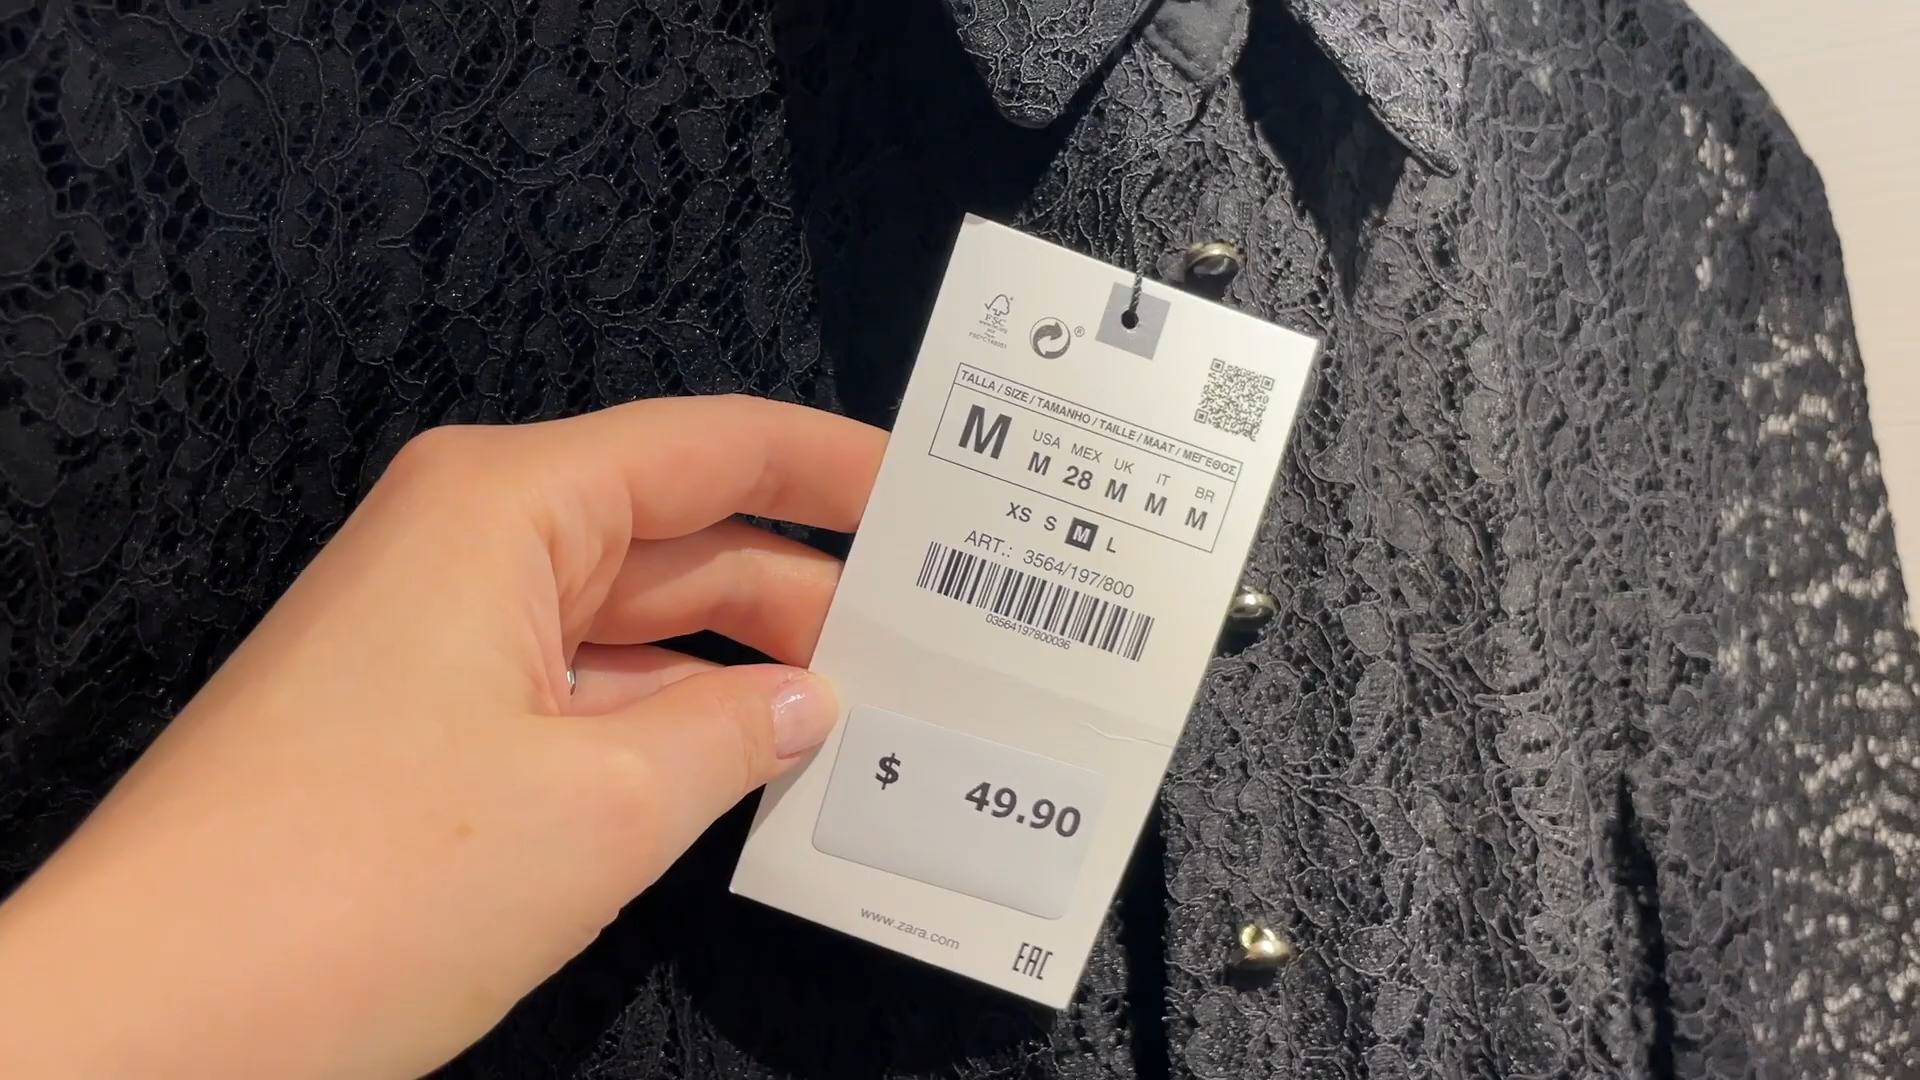 FSC
TALLA / SIZE / TAMANHO / TAILLE / MAAT / ΜΕΓΕΘΟΣ
M
USA MEX UK IT BR
M 28 M M M
XS S M L
ART.: 3564/197/800
03564197800036
$ 49.90
www.zara.com
EAC